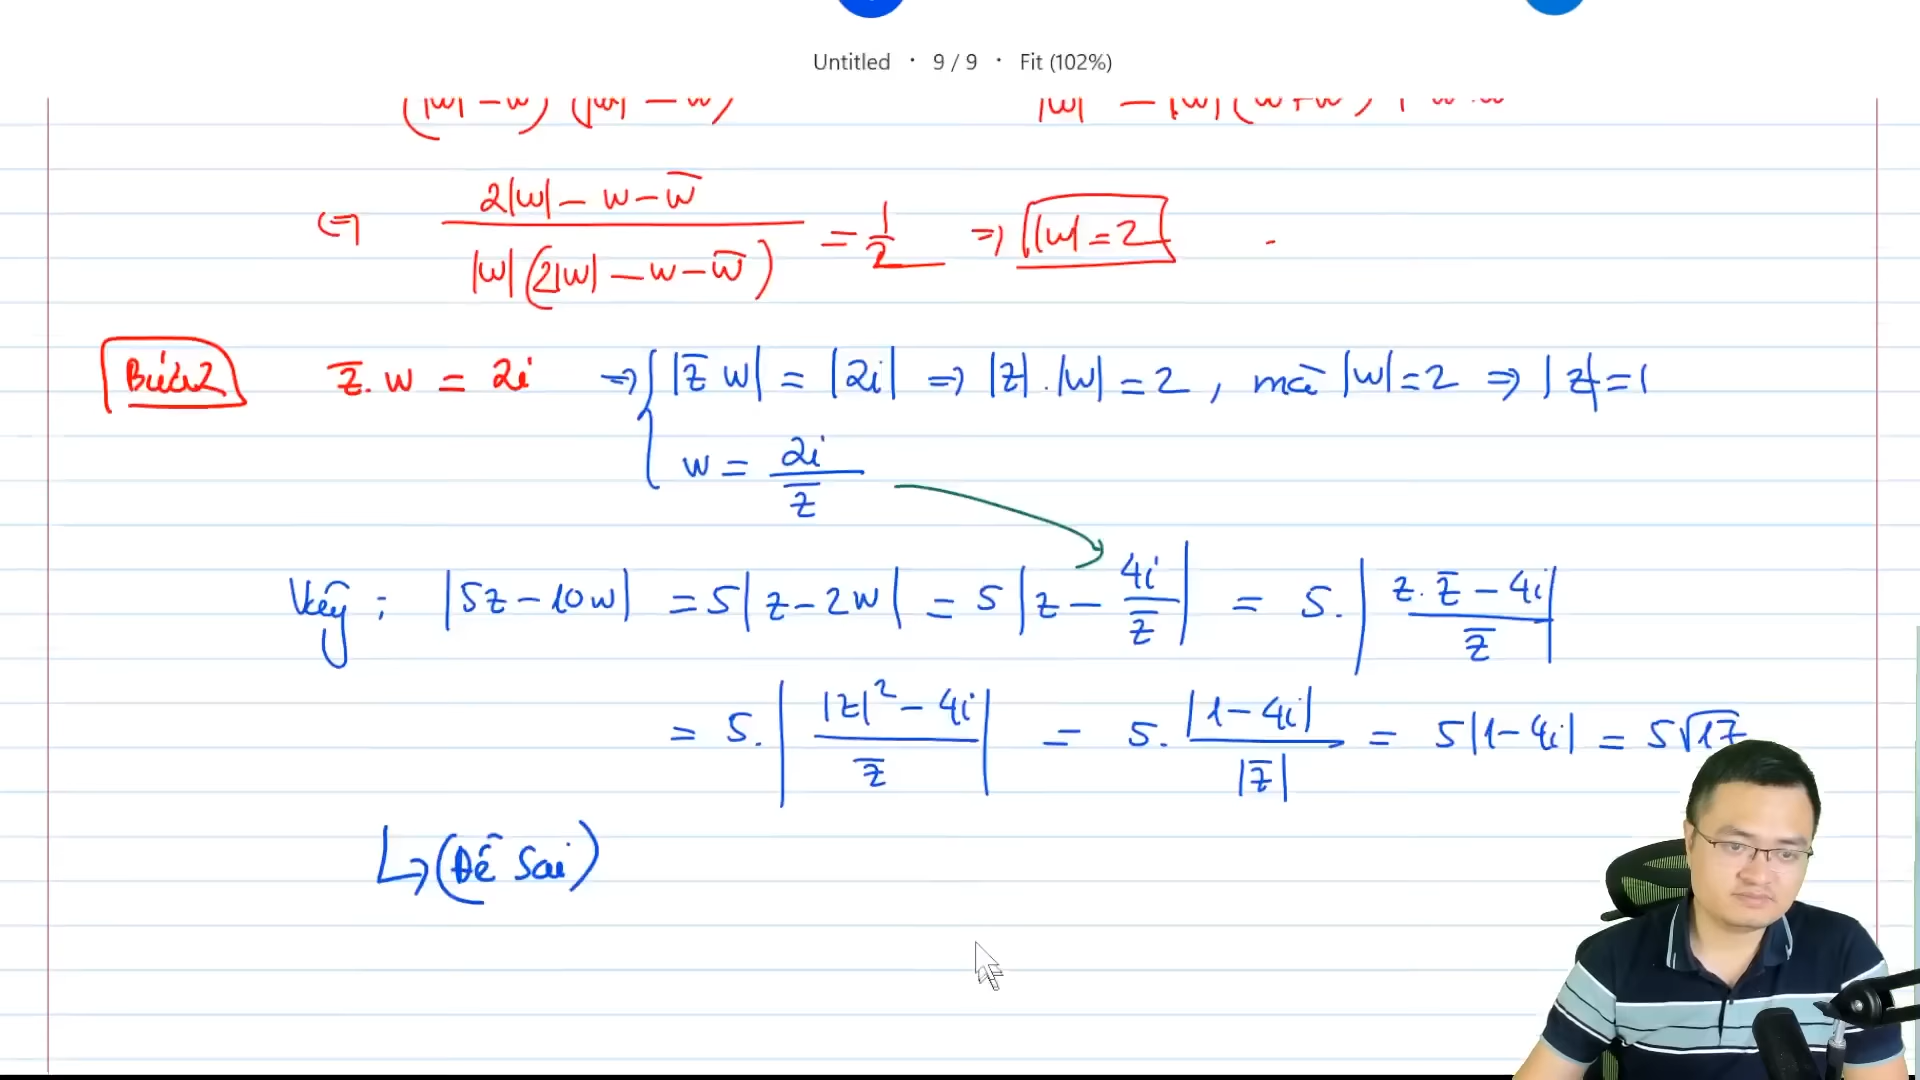 Untitled · 9 / 9 · Fit (102%)
(|w| - w) (|w| - w̅)   |w| - |w| (w + w̅) + w.w̅
⇔ (2|w| - w - w̅) / (|w| (2|w| - w - w̅)) = 1/2 ⇒ |w| = 2
Bước 2   z̅.w = 2i ⇒ { |z̅ w| = |2i| ⇒ |z|.|w| = 2, mà |w| = 2 ⇒ |z| = 1
w = 2i / z̅
Vậy : |5z - 10w| = 5|z - 2w| = 5 |z - 4i / z̅| = 5. |(z.z̅ - 4i) / z̅|
= 5. |(|z|² - 4i) / z̅| = 5. |1 - 4i| / |z̅| = 5|1 - 4i| = 5√17
↳ (Đề Sai)